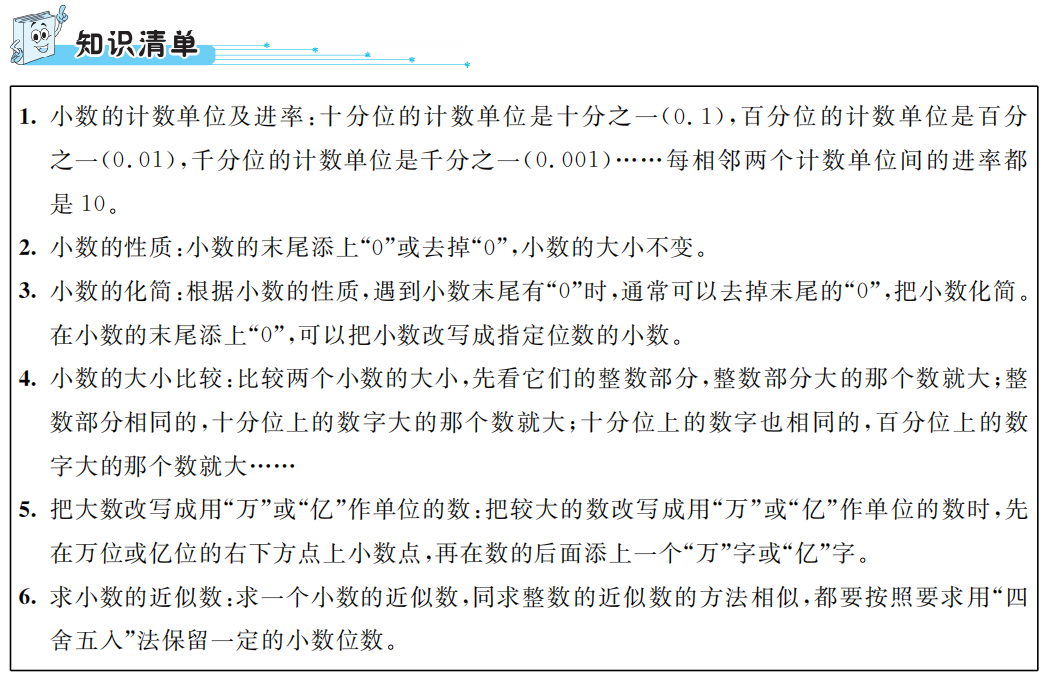 知识清单
1. 小数的计数单位及进率:十分位的计数单位是十分之一(0.1),百分位的计数单位是百分
之一(0.01),千分位的计数单位是千分之一(0.001)……每相邻两个计数单位间的进率都
是10。
2. 小数的性质:小数的末尾添上“0”或去掉“0”,小数的大小不变。
3. 小数的化简:根据小数的性质,遇到小数末尾有“0”时,通常可以去掉末尾的“0”,把小数化简。
在小数的末尾添上“0”,可以把小数改写成指定位数的小数。
4. 小数的大小比较:比较两个小数的大小,先看它们的整数部分,整数部分大的那个数就大;整
数部分相同的,十分位上的数字大的那个数就大;十分位上的数字也相同的,百分位上的数
字大的那个数就大……
5. 把大数改写成用“万”或“亿”作单位的数:把较大的数改写成用“万”或“亿”作单位的数时,先
在万位或亿位的右下方点上小数点,再在数的后面添上一个“万”字或“亿”字。
6. 求小数的近似数:求一个小数的近似数,同求整数的近似数的方法相似,都要按照要求用“四
舍五入”法保留一定的小数位数。